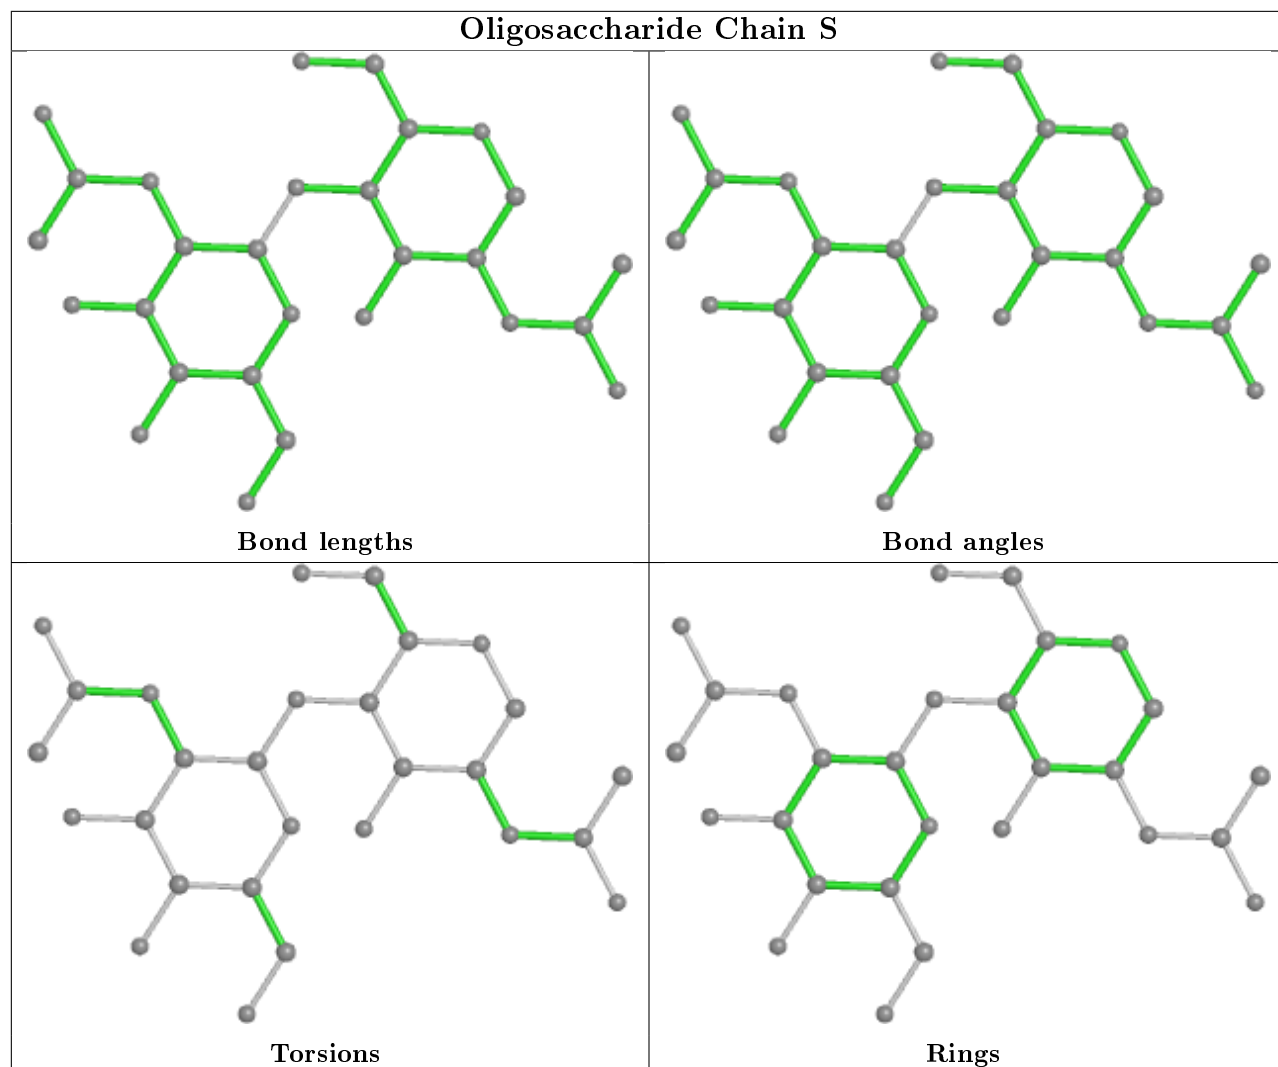 Oligosaccharide Chain S
Bond lengths
Bond angles
Torsions
Rings